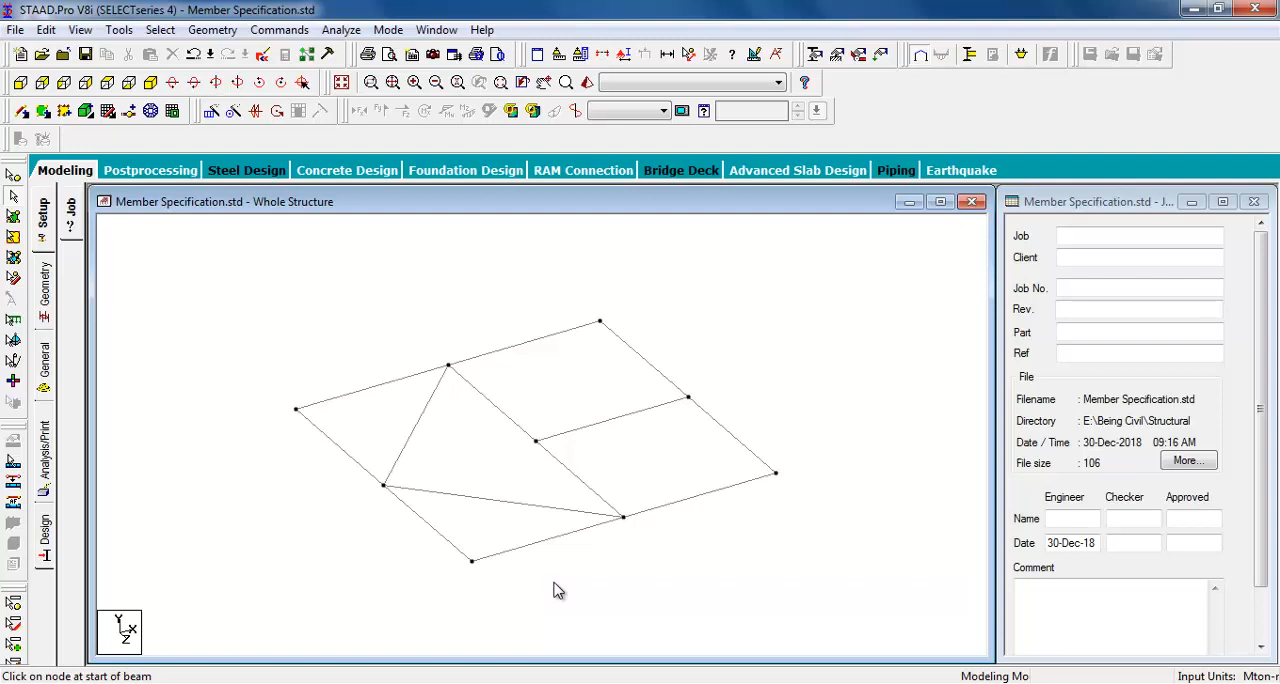 STAAD.Pro V8i (SELECTseries 4) - Member Specification.std
File Edit View Tools Select Geometry Commands Analyze Mode Window Help
Modeling Postprocessing Steel Design Concrete Design Foundation Design RAM Connection Bridge Deck Advanced Slab Design Piping Earthquake
Setup
Geometry
General
Analysis/Print
Design
Job
Member Specification.std - Whole Structure
Y
X
Z
Member Specification.std - J...
Job
Client
Job No.
Rev.
Part
Ref
File
Filename : Member Specification.std
Directory : E:\Being Civil\Structural
Date / Time : 30-Dec-2018 09:16 AM
File size : 106 More...
Engineer Checker Approved
Name
Date 30-Dec-18
Comment
Click on node at start of beam Modeling Mo Input Units: Mton-